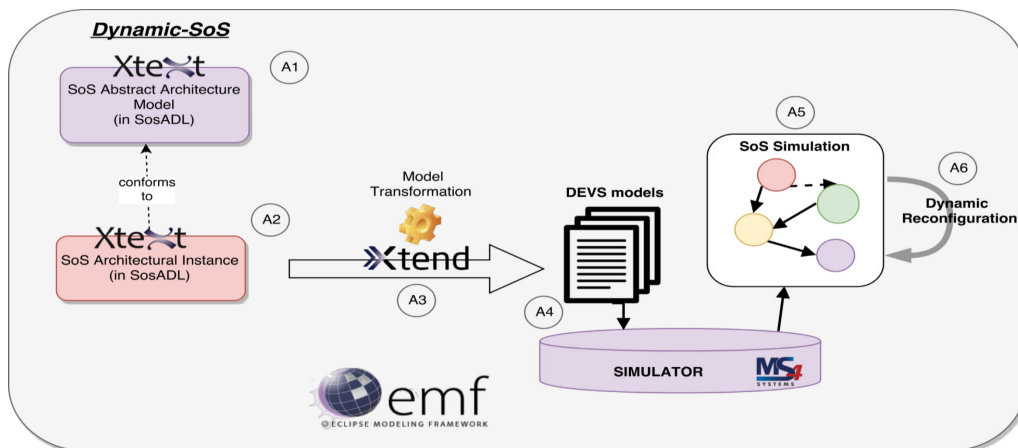 Dynamic-SoS
Xtext
A1
SoS Abstract Architecture
Model
(in SosADL)
conforms
to
Xtext
A2
SoS Architectural Instance
(in SosADL)
Model
Transformation
Xtend
A3
DEVS models
A4
A5
SoS Simulation
A6
Dynamic
Reconfiguration
SIMULATOR
MS4
SYSTEMS
emf
ECLIPSE MODELING FRAMEWORK